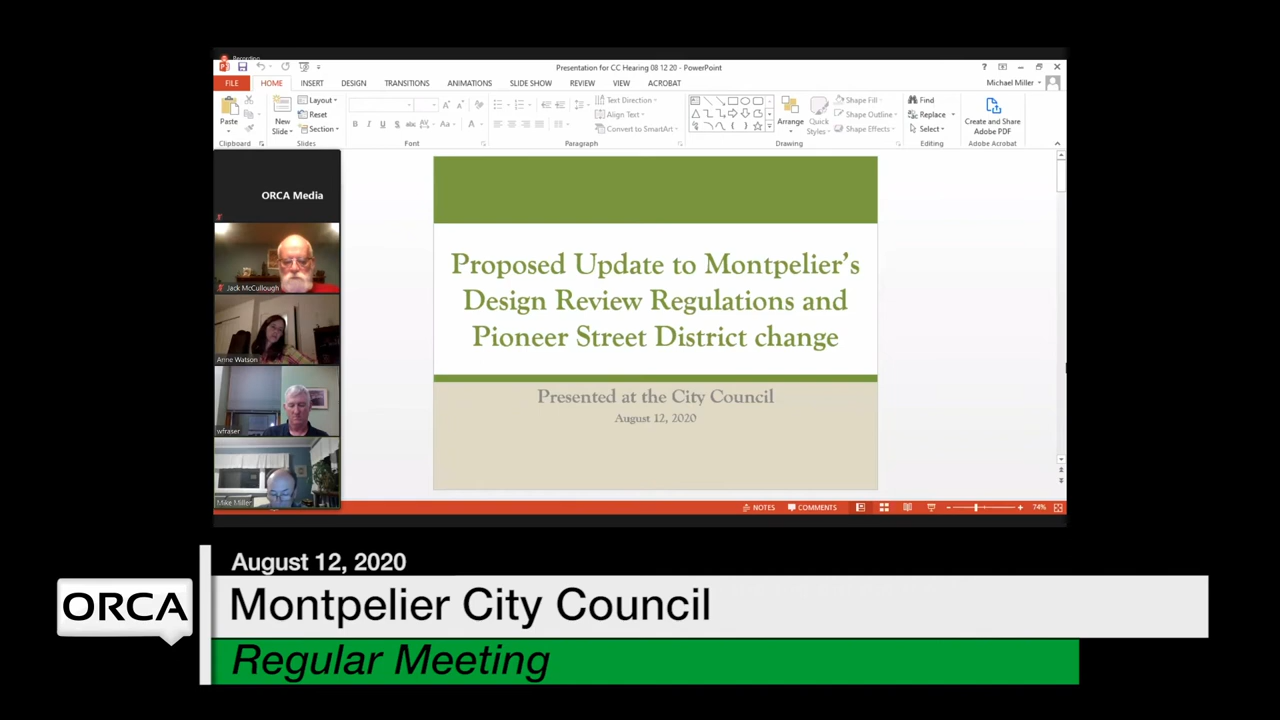 Recording
Presentation for CC Hearing 08 12 20 - PowerPoint
FILE HOME INSERT DESIGN TRANSITIONS ANIMATIONS SLIDE SHOW REVIEW VIEW ACROBAT
Michael Miller
Paste
New
Slide
Layout
Reset
Section
Text Direction
Align Text
Convert to SmartArt
Arrange
Quick
Styles
Shape Fill
Shape Outline
Shape Effects
Find
Replace
Select
Create and Share
Adobe PDF
Clipboard Slides Font Paragraph Drawing Editing Adobe Acrobat
ORCA Media
Jack McCullough
Anne Watson
wfraser
Mike Miller
Proposed Update to Montpelier's
Design Review Regulations and
Pioneer Street District change
Presented at the City Council
August 12, 2020
NOTES COMMENTS 74%
August 12, 2020
ORCA
Montpelier City Council
Regular Meeting